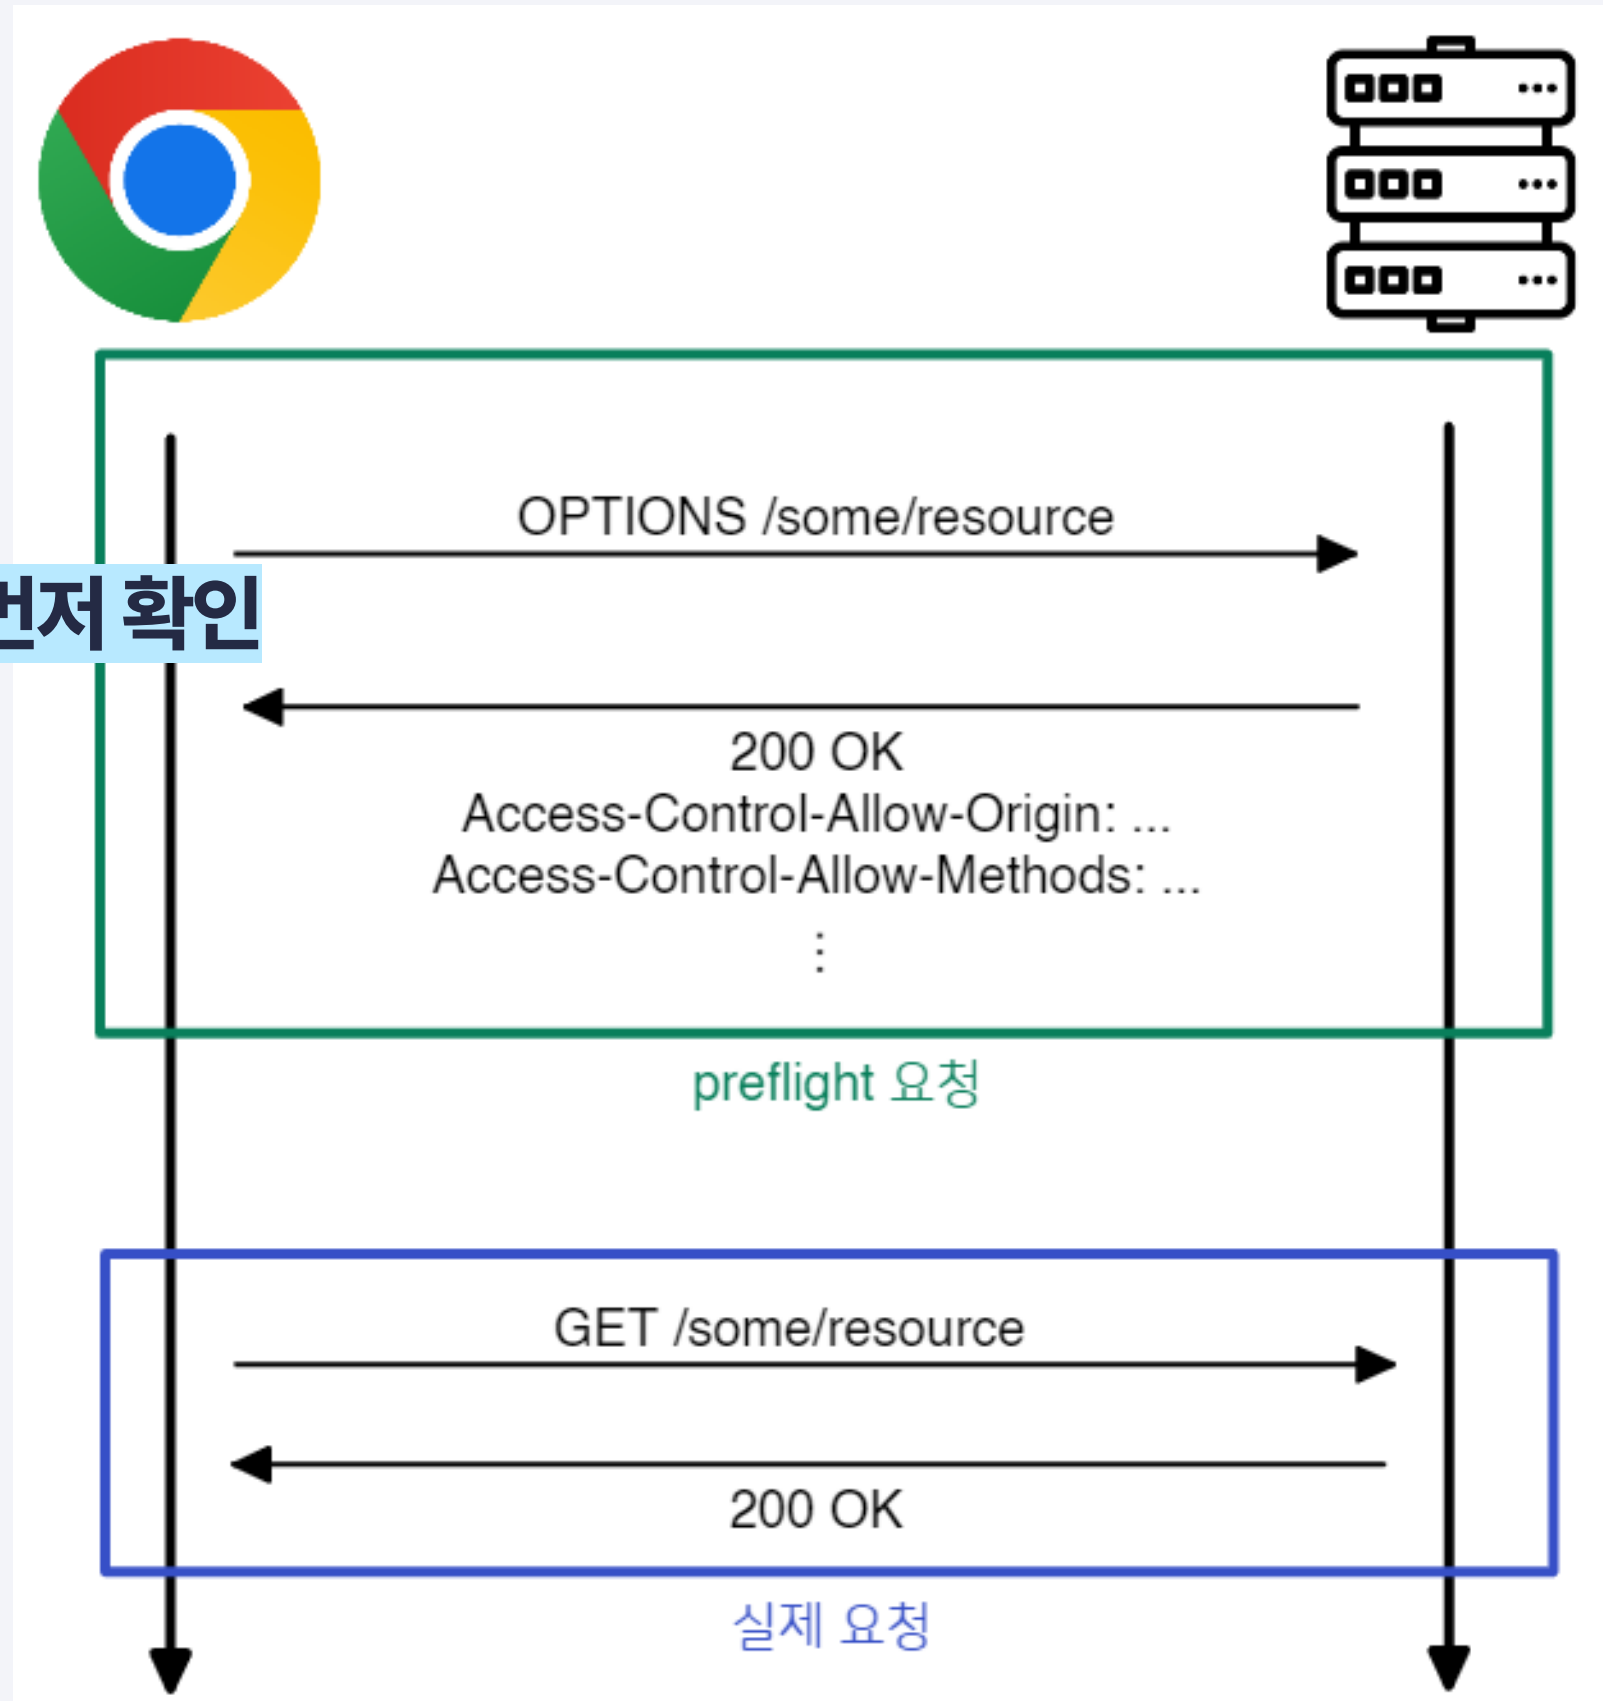 OPTIONS /some/resource
먼저 확인
200 OK
Access-Control-Allow-Origin: ...
Access-Control-Allow-Methods: ...
⋮
preflight 요청
GET /some/resource
200 OK
실제 요청